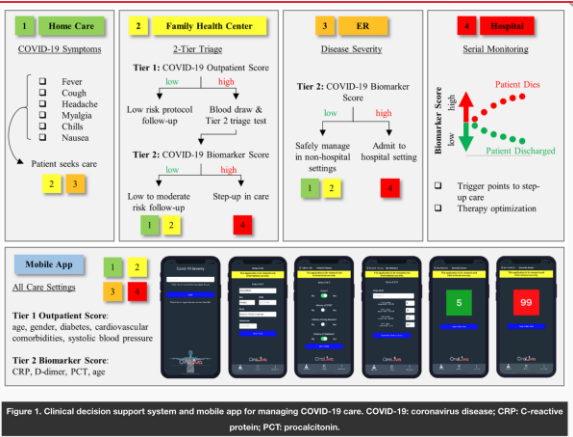 1 Home Care
COVID-19 Symptoms
Fever
Cough
Headache
Myalgia
Chills
Nausea
Patient seeks care
2 3
2 Family Health Center
2-Tier Triage
Tier 1: COVID-19 Outpatient Score
low high
Low risk protocol
follow-up
Blood draw &
Tier 2 triage test
Tier 2: COVID-19 Biomarker Score
low high
Low to moderate
risk follow-up
Step-up in care
1 2 4
3 ER
Disease Severity
Tier 2: COVID-19 Biomarker
Score
low high
Safely manage
in non-hospital
settings
Admit to
hospital setting
1 2 4
4 Hospital
Serial Monitoring
Biomarker Score
low high
Patient Dies
Patient Discharged
Trigger points to step-
up care
Therapy optimization
Mobile App
1 2
3 4
All Care Settings
Tier 1 Outpatient Score:
age, gender, diabetes, cardiovascular
comorbidities, systolic blood pressure
Tier 2 Biomarker Score:
CRP, D-dimer, PCT, age
5
99
Figure 1. Clinical decision support system and mobile app for managing COVID-19 care. COVID-19: coronavirus disease; CRP: C-reactive
protein; PCT: procalcitonin.